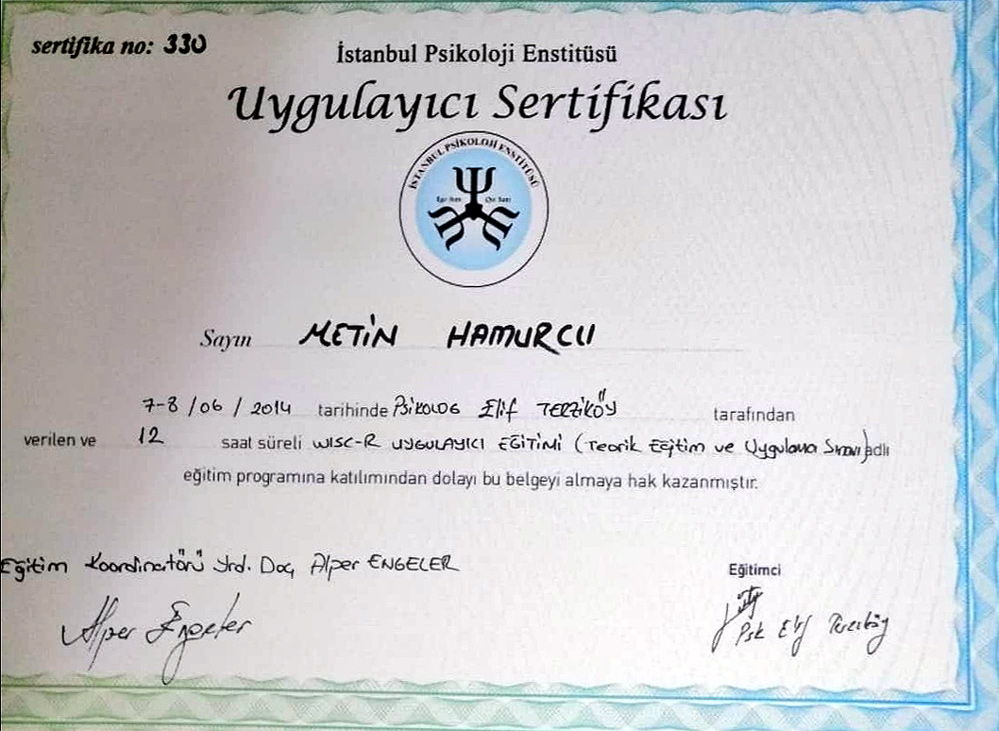 sertifika no: 330
İstanbul Psikoloji Enstitüsü
Uygulayıcı Sertifikası
İSTANBUL PSİKOLOJİ ENSTİTÜSÜ
Sayın METİN HAMURCU
7-8/06/2014 tarihinde PSİKOLOG Elif TERZİKÖY tarafından
verilen ve 12 saat süreli WISC-R UYGULAYICI EĞİTİMİ (Teorik Eğitim ve Uygulama Sınavı) adlı
eğitim programına katılımından dolayı bu belgeyi almaya hak kazanmıştır.
Eğitim Koordinatörü Yrd. Doç Alper ENGELER
Eğitimci
Alper Engeler
Psk Elif Terziköy